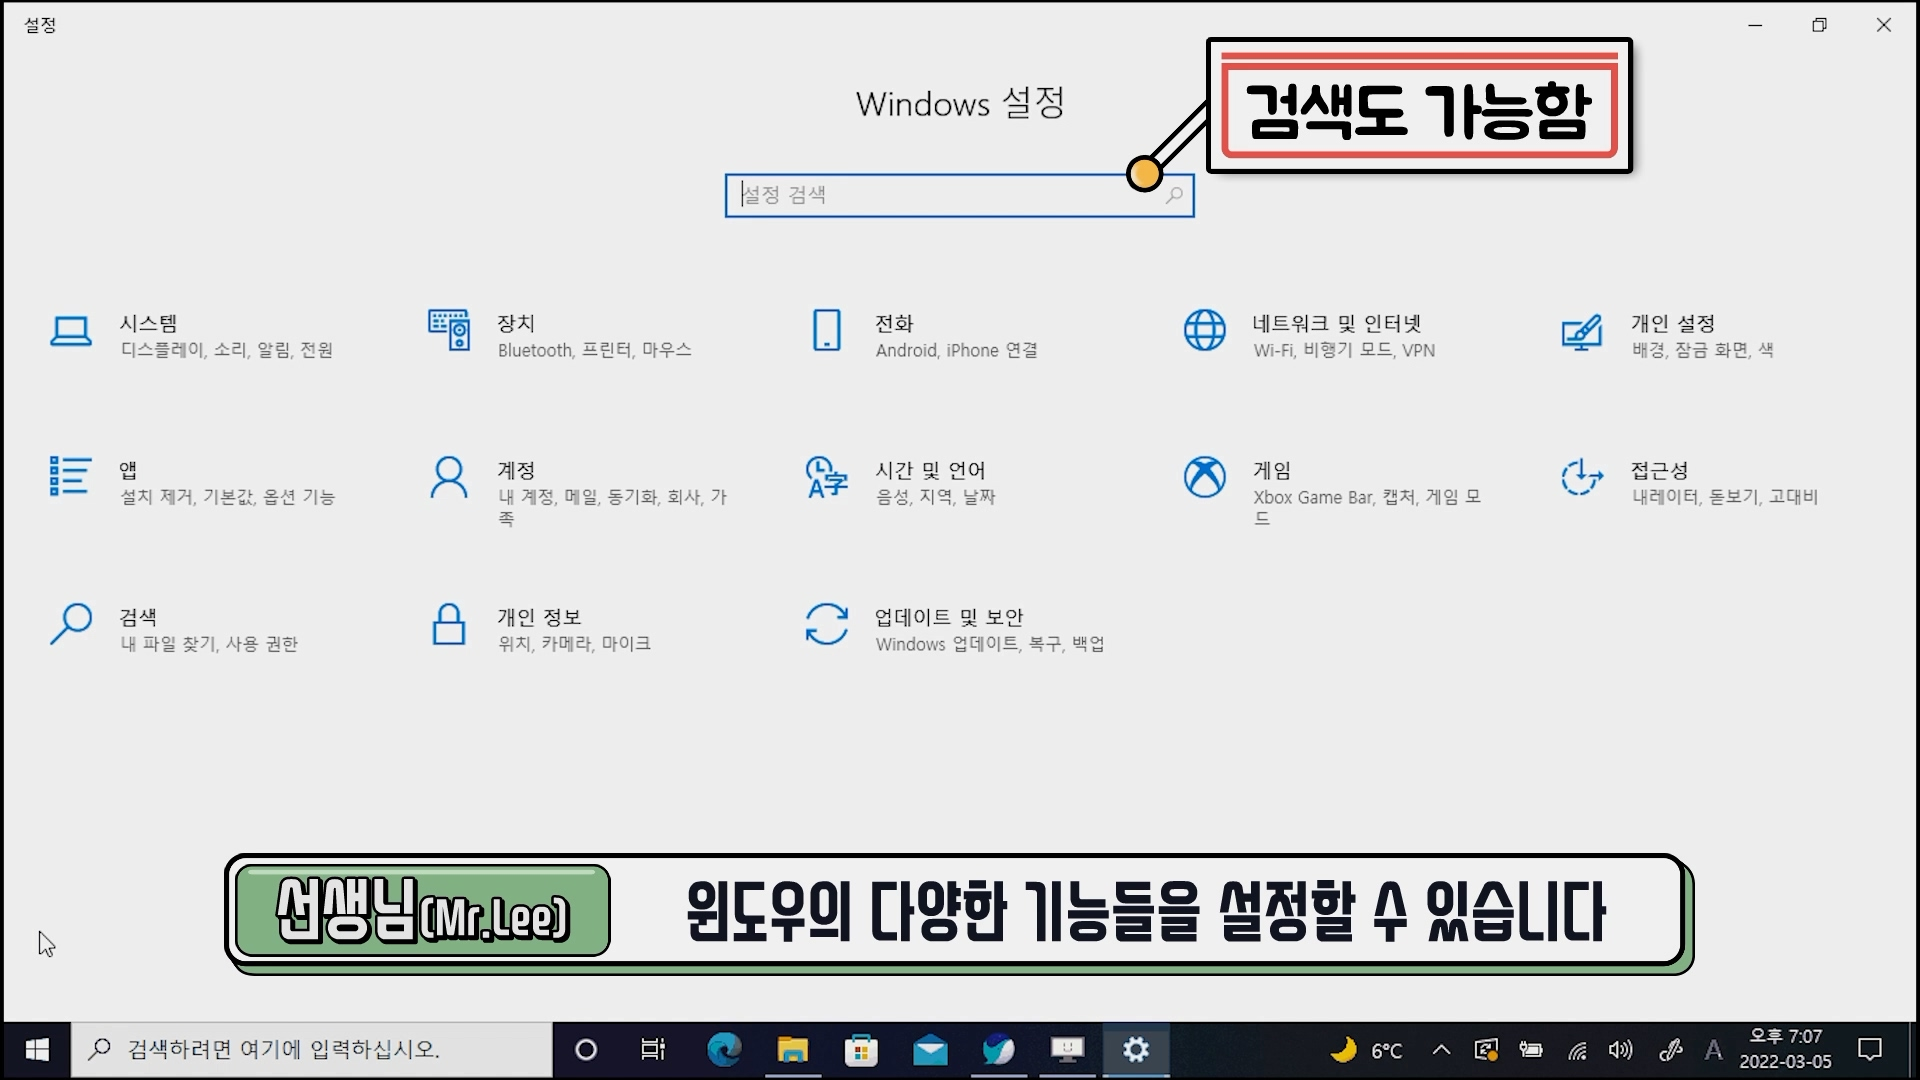 설정
Windows 설정
검색도 가능함
설정 검색
시스템
디스플레이, 소리, 알림, 전원
장치
Bluetooth, 프린터, 마우스
전화
Android, iPhone 연결
네트워크 및 인터넷
Wi-Fi, 비행기 모드, VPN
개인 설정
배경, 잠금 화면, 색
앱
설치 제거, 기본값, 옵션 기능
계정
내 계정, 메일, 동기화, 회사, 가
족
시간 및 언어
음성, 지역, 날짜
게임
Xbox Game Bar, 캡처, 게임 모
드
접근성
내레이터, 돋보기, 고대비
검색
내 파일 찾기, 사용 권한
개인 정보
위치, 카메라, 마이크
업데이트 및 보안
Windows 업데이트, 복구, 백업
선생님(Mr.Lee)
윈도우의 다양한 기능들을 설정할 수 있습니다
검색하려면 여기에 입력하십시오.
6°C
A
오후 7:07
2022-03-05